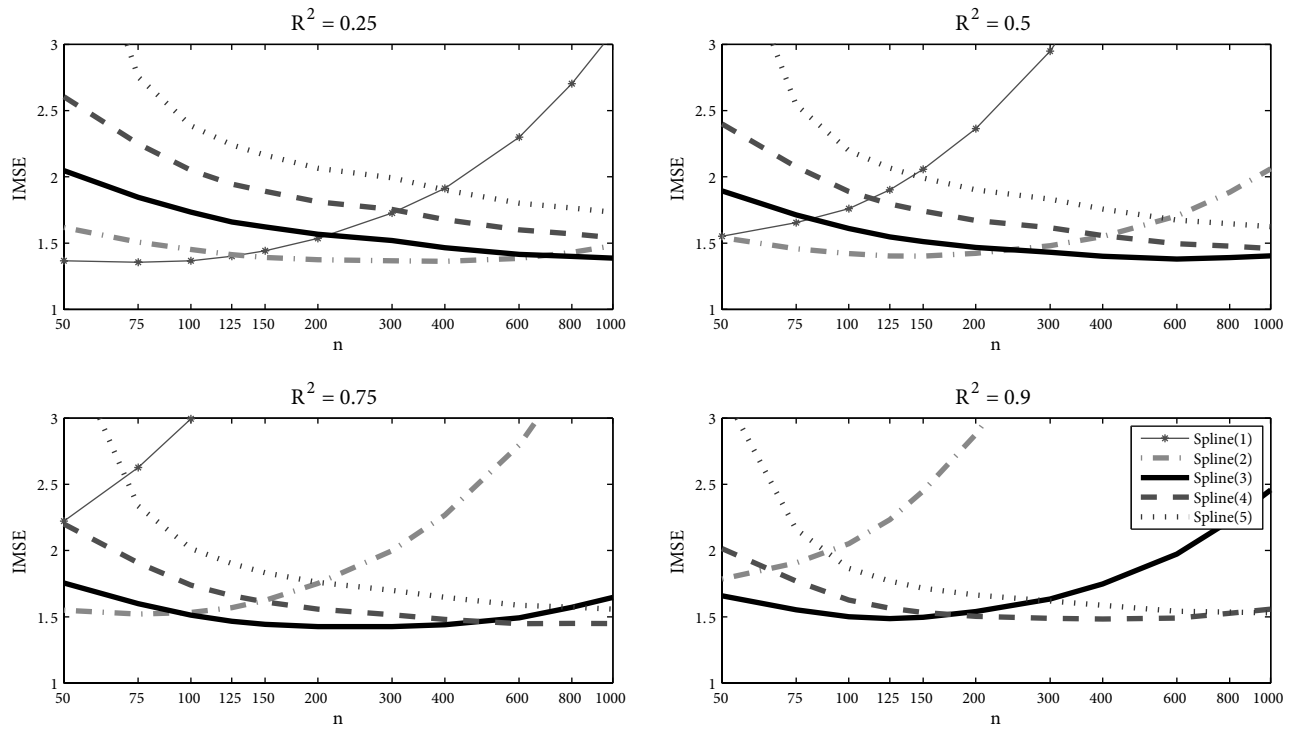 R² = 0.25
IMSE
3
2.5
2
1.5
1
50 75 100 125 150 200 300 400 600 800 1000
n
R² = 0.5
IMSE
3
2.5
2
1.5
1
50 75 100 125 150 200 300 400 600 800 1000
n
R² = 0.75
IMSE
3
2.5
2
1.5
1
50 75 100 125 150 200 300 400 600 800 1000
n
R² = 0.9
IMSE
3
2.5
2
1.5
1
50 75 100 125 150 200 300 400 600 800 1000
n
Spline(1)
Spline(2)
Spline(3)
Spline(4)
Spline(5)